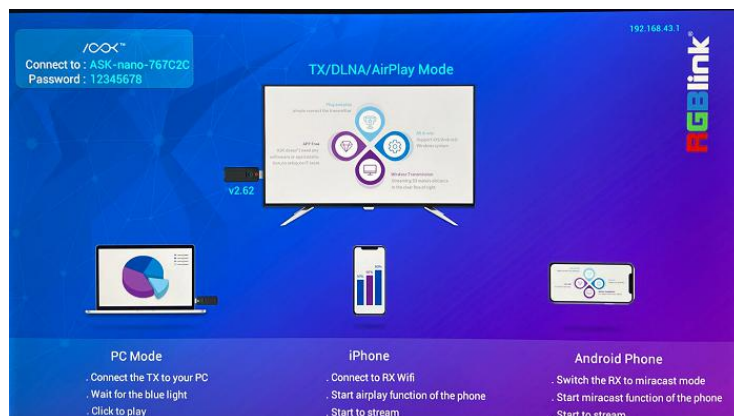 192.168.43.1
Connect to : ASK-nano-767C2C
Password : 12345678
RGBlink
TX/DLNA/AirPlay Mode
v2.62
PC Mode
. Connect the TX to your PC
. Wait for the blue light
. Click to play
iPhone
. Connect to RX Wifi
. Start airplay function of the phone
. Start to stream
Android Phone
. Switch the RX to miracast mode
. Start miracast function of the phone
. Start to stream